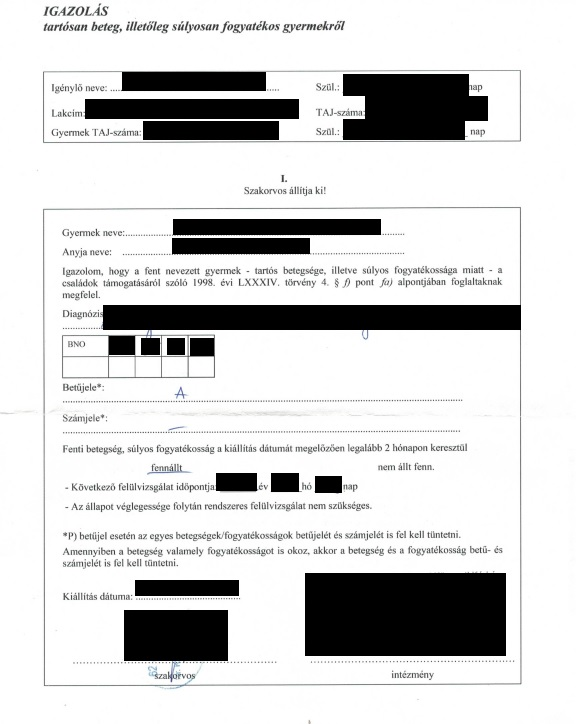 IGAZOLÁS
tartósan beteg, illetőleg súlyosan fogyatékos gyermekről
Igénylő neve: Szül.: nap
Lakcím: TAJ-száma:
Gyermek TAJ-száma: Szül.: nap
I.
Szakorvos állítja ki!
Gyermek neve:
Anyja neve:
Igazolom, hogy a fent nevezett gyermek - tartós betegsége, illetve súlyos fogyatékossága miatt - a
családok támogatásáról szóló 1998. évi LXXXIV. törvény 4. § f) pont fa) alpontjában foglaltaknak
megfelel.
Diagnózis
BNO
Betűjele*: A
Számjele*: —
Fenti betegség, súlyos fogyatékosság a kiállítás dátumát megelőzően legalább 2 hónapon keresztül
fennállt nem állt fenn.
- Következő felülvizsgálat időpontja: év hó nap
- Az állapot véglegessége folytán rendszeres felülvizsgálat nem szükséges.
*P) betűjel esetén az egyes betegségek/fogyatékosságok betűjelét és számjelét is fel kell tüntetni.
Amennyiben a betegség valamely fogyatékosságot is okoz, akkor a betegség és a fogyatékosság betű- és
számjelét is fel kell tüntetni.
Kiállítás dátuma:
szakorvos intézmény